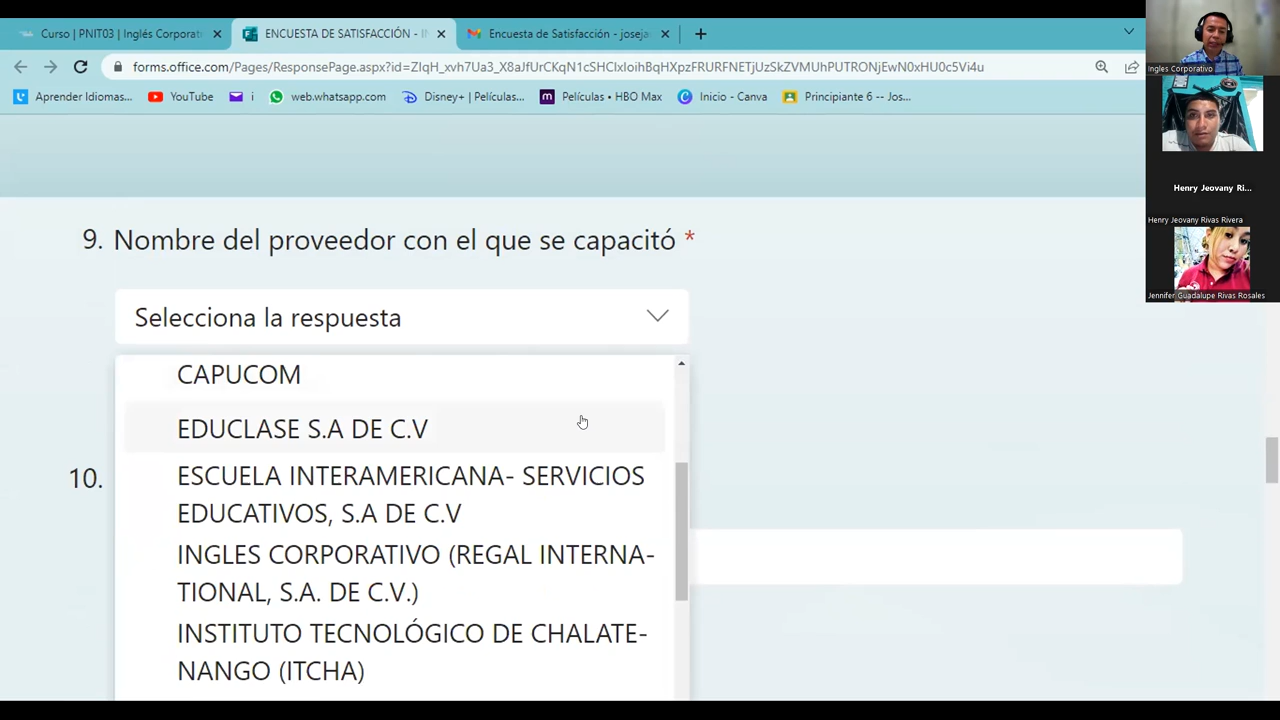 Curso | PNIT03 | Inglés Corporat
ENCUESTA DE SATISFACCIÓN - I
Encuesta de Satisfacción - joseja
forms.office.com/Pages/ResponsePage.aspx?id=ZIqH_xvh7Ua3_XJ8tUrCKqN1cSHClxIoihBqHXpzFRURFNETjUzSkZVMUhPUTRONjEwN0xHU0c5Vi4u
Aprender Idiomas...
YouTube
i
web.whatsapp.com
Disney+ | Películas...
Películas • HBO Max
Inicio - Canva
Principiante 6 -- Jos...
Ingles Corporativo
Henry Jeovany Ri...
Henry Jeovany Rivas Rivera
Jennifer Guadalupe Rivas Rosales
9. Nombre del proveedor con el que se capacitó *
Selecciona la respuesta
CAPUCOM
EDUCLASE S.A DE C.V
ESCUELA INTERAMERICANA- SERVICIOS
EDUCATIVOS, S.A DE C.V
INGLES CORPORATIVO (REGAL INTERNA-
TIONAL, S.A. DE C.V.)
INSTITUTO TECNOLÓGICO DE CHALATE-
NANGO (ITCHA)
10.